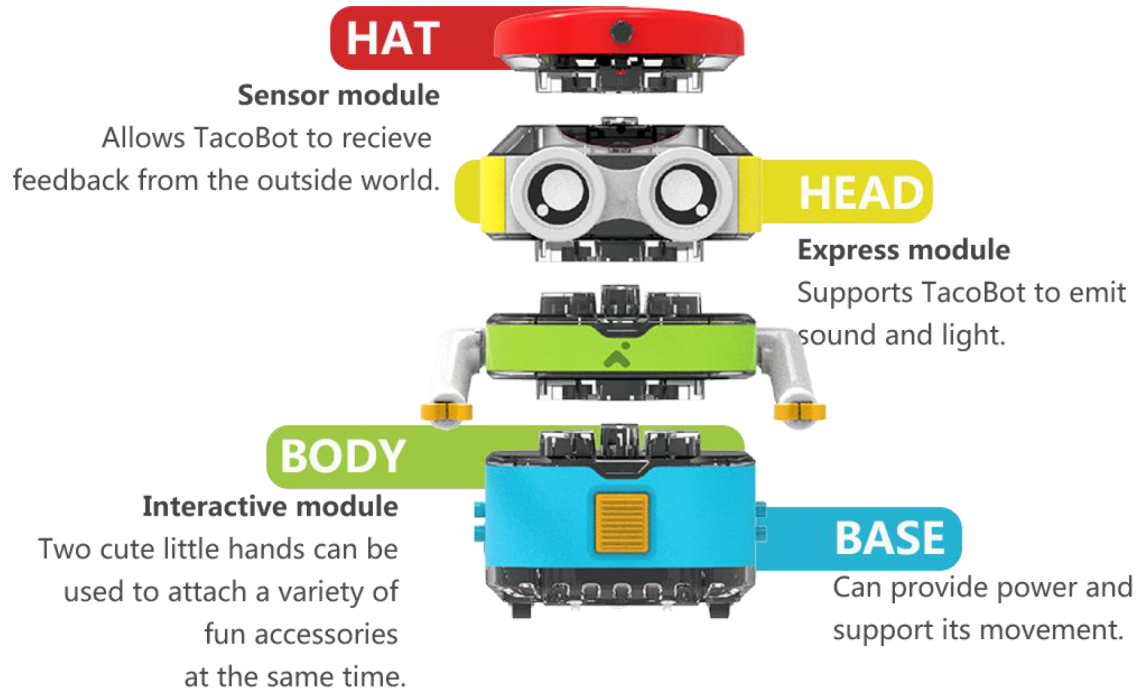 HAT
Sensor module
Allows TacoBot to recieve
feedback from the outside world.
HEAD
Express module
Supports TacoBot to emit
sound and light.
BODY
Interactive module
Two cute little hands can be
used to attach a variety of
fun accessories
at the same time.
BASE
Can provide power and
support its movement.